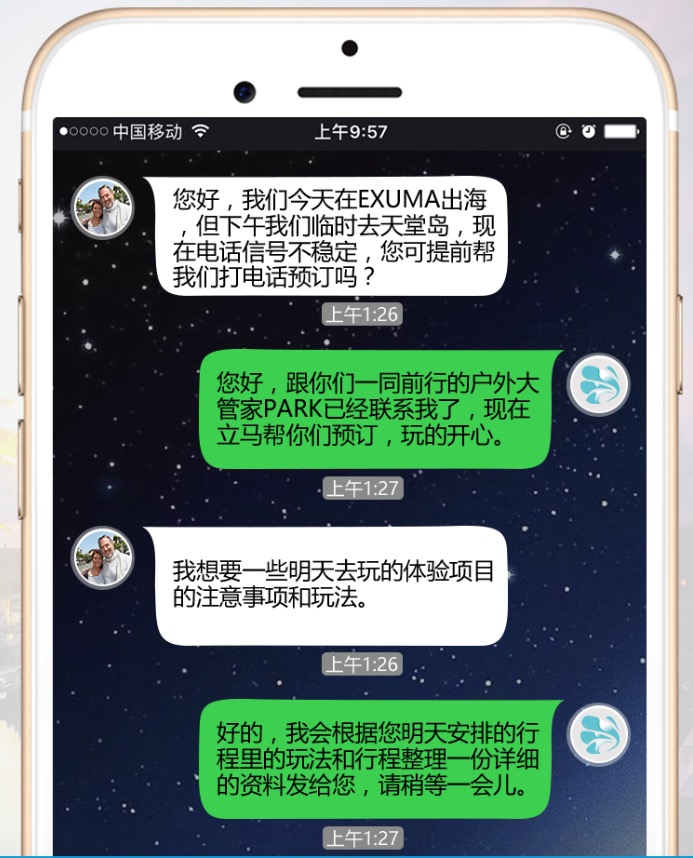 中国移动 上午9:57
您好，我们今天在EXUMA出海
，但下午我们临时去天堂岛，现
在电话信号不稳定，您可提前帮
我们打电话预订吗？
上午1:26
您好，跟你们一同前行的户外大
管家PARK已经联系我了，现在
立马帮你们预订，玩的开心。
上午1:27
我想要一些明天去玩的体验项目
的注意事项和玩法。
上午1:26
好的，我会根据您明天安排的行
程里的玩法和行程整理一份详细
的资料发给您，请稍等一会儿。
上午1:27